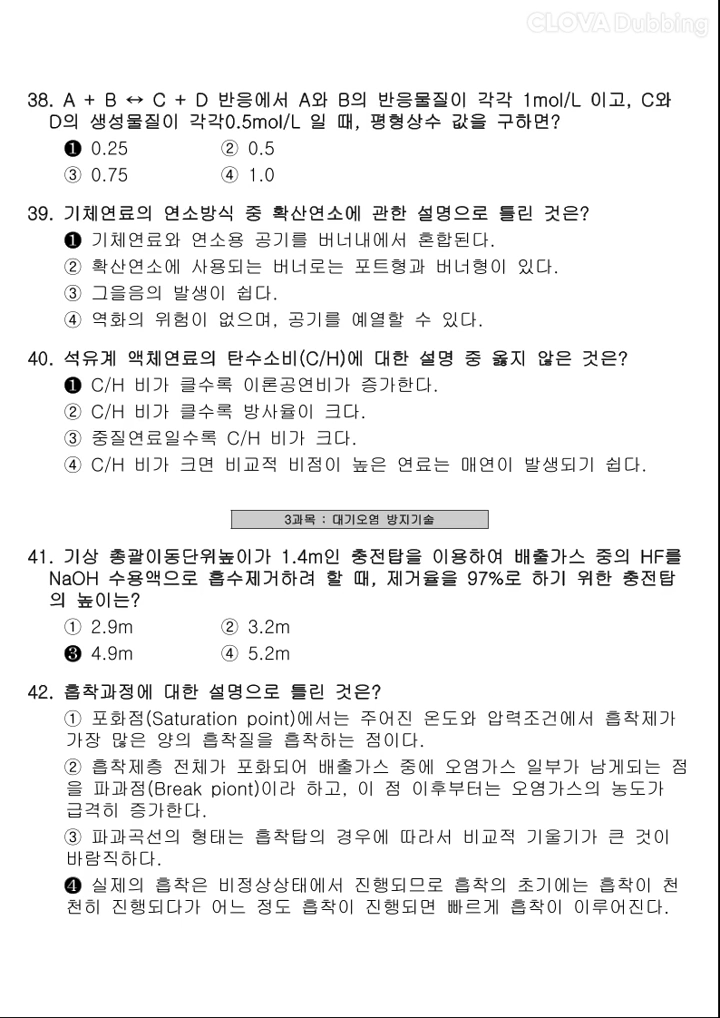 CLOVA Dubbing
38. A + B ↔ C + D 반응에서 A와 B의 반응물질이 각각 1mol/L 이고, C와
D의 생성물질이 각각0.5mol/L 일 때, 평형상수 값을 구하면?
❶ 0.25 ② 0.5
③ 0.75 ④ 1.0
39. 기체연료의 연소방식 중 확산연소에 관한 설명으로 틀린 것은?
❶ 기체연료와 연소용 공기를 버너내에서 혼합된다.
② 확산연소에 사용되는 버너로는 포트형과 버너형이 있다.
③ 그을음의 발생이 쉽다.
④ 역화의 위험이 없으며, 공기를 예열할 수 있다.
40. 석유계 액체연료의 탄수소비(C/H)에 대한 설명 중 옳지 않은 것은?
❶ C/H 비가 클수록 이론공연비가 증가한다.
② C/H 비가 클수록 방사율이 크다.
③ 중질연료일수록 C/H 비가 크다.
④ C/H 비가 크면 비교적 비점이 높은 연료는 매연이 발생되기 쉽다.
3과목 : 대기오염 방지기술
41. 기상 총괄이동단위높이가 1.4m인 충전탑을 이용하여 배출가스 중의 HF를
NaOH 수용액으로 흡수제거하려 할 때, 제거율을 97%로 하기 위한 충전탑
의 높이는?
① 2.9m ② 3.2m
❸ 4.9m ④ 5.2m
42. 흡착과정에 대한 설명으로 틀린 것은?
① 포화점(Saturation point)에서는 주어진 온도와 압력조건에서 흡착제가
가장 많은 양의 흡착질을 흡착하는 점이다.
② 흡착제층 전체가 포화되어 배출가스 중에 오염가스 일부가 남게되는 점
을 파과점(Break piont)이라 하고, 이 점 이후부터는 오염가스의 농도가
급격히 증가한다.
③ 파과곡선의 형태는 흡착탑의 경우에 따라서 비교적 기울기가 큰 것이
바람직하다.
❹ 실제의 흡착은 비정상상태에서 진행되므로 흡착의 초기에는 흡착이 천
천히 진행되다가 어느 정도 흡착이 진행되면 빠르게 흡착이 이루어진다.